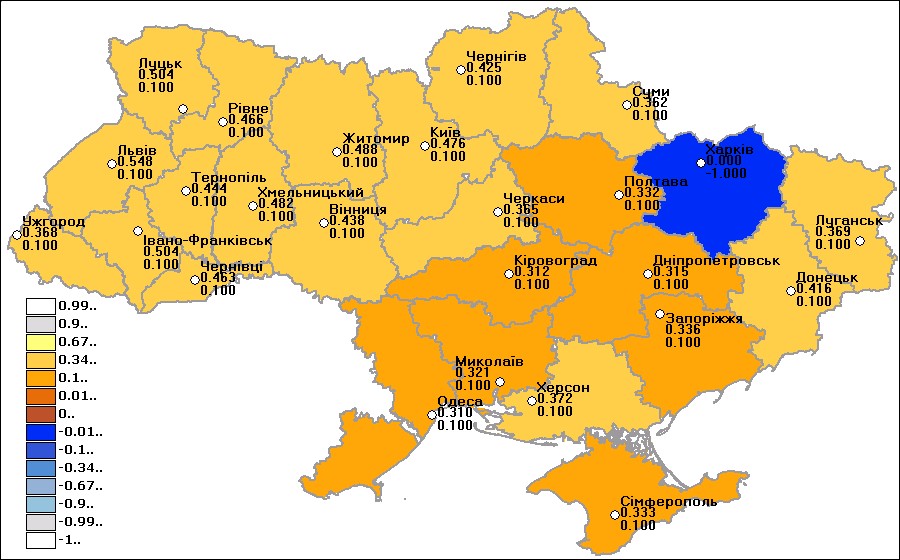 Луцьк
0.504
0.100
Рівне
0.466
0.100
Житомир
0.488
0.100
Київ
0.476
0.100
Чернігів
0.425
0.100
Суми
0.362
0.100
Харків
0.000
-1.000
Львів
0.548
0.100
Тернопіль
0.444
0.100
Хмельницький
0.482
0.100
Вінниця
0.438
0.100
Черкаси
0.365
0.100
Полтава
0.332
0.100
Луганськ
0.369
0.100
Ужгород
0.368
0.100
Івано-Франківськ
0.504
0.100
Чернівці
0.463
0.100
Кіровоград
0.312
0.100
Дніпропетровськ
0.315
0.100
Донецьк
0.416
0.100
Запоріжжя
0.336
0.100
Миколаїв
0.321
0.100
Херсон
0.372
0.100
Одеса
0.310
0.100
Сімферополь
0.333
0.100
0.99..
0.9..
0.67..
0.34..
0.1..
0.01..
0..
-0.01..
-0.1..
-0.34..
-0.67..
-0.9..
-0.99..
-1..